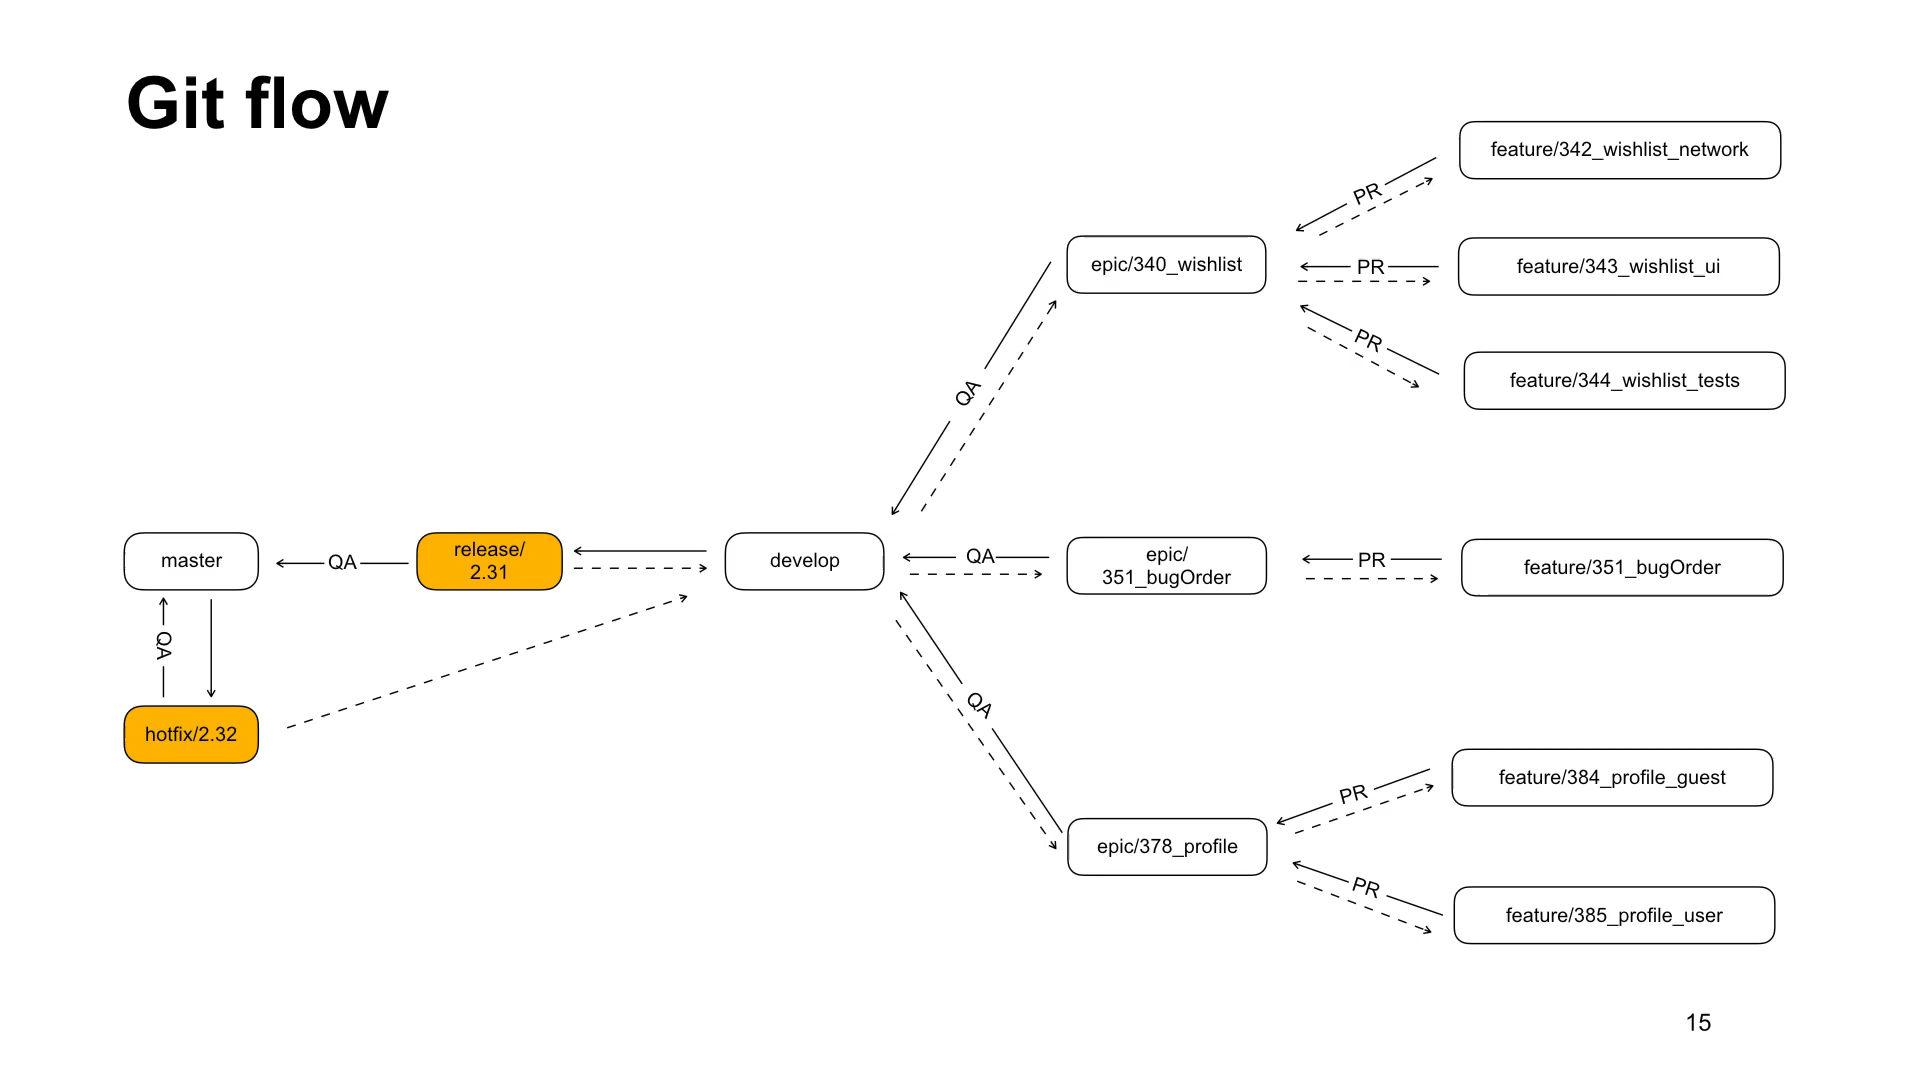 Git flow
feature/342_wishlist_network
PR
epic/340_wishlist
PR
feature/343_wishlist_ui
PR
feature/344_wishlist_tests
QA
master
QA
release/
2.31
develop
QA
epic/
351_bugOrder
PR
feature/351_bugOrder
QA
hotfix/2.32
QA
feature/384_profile_guest
PR
epic/378_profile
PR
feature/385_profile_user
15